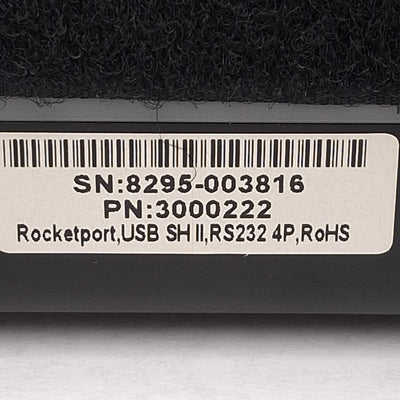 SN:8295-003816
PN:3000222
Rocketport,USB SH II,RS232 4P,RoHS